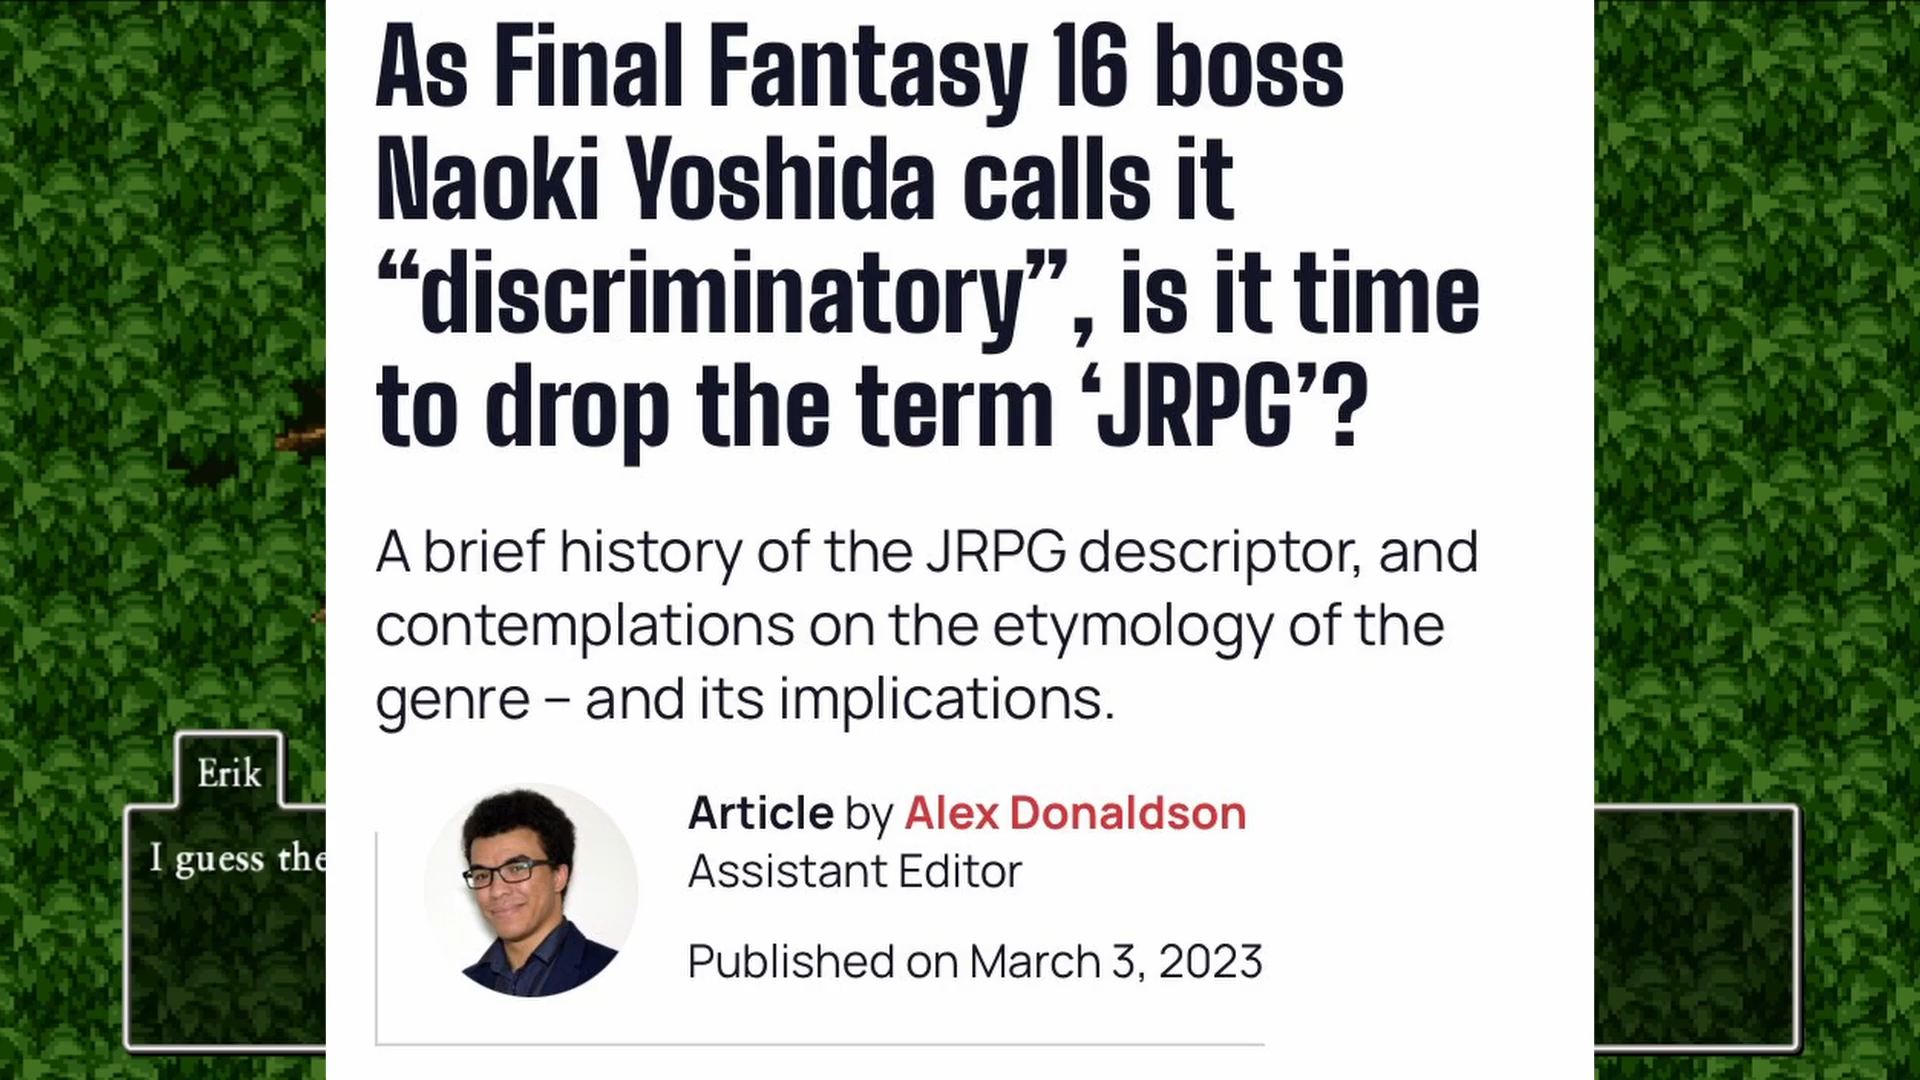 As Final Fantasy 16 boss
Naoki Yoshida calls it
“discriminatory”, is it time
to drop the term ‘JRPG’?
A brief history of the JRPG descriptor, and
contemplations on the etymology of the
genre – and its implications.
Article by Alex Donaldson
Assistant Editor
Published on March 3, 2023
Erik
I guess the